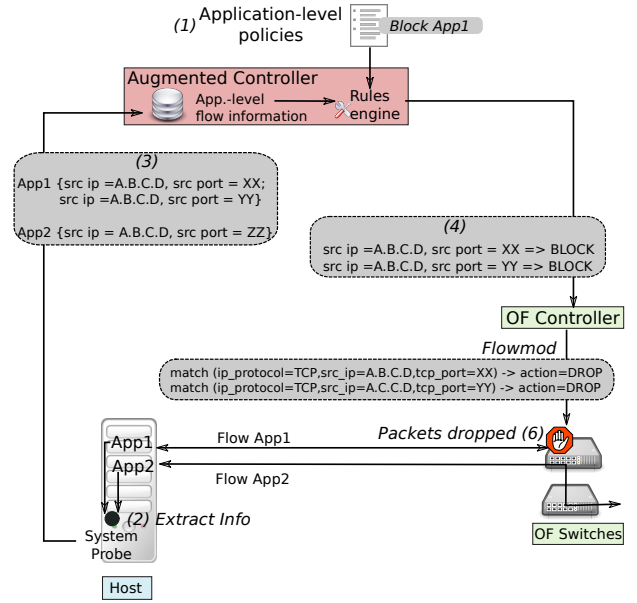 (1) Application-level
policies
Block App1
Augmented Controller
App.-level
flow information
Rules
engine
(3)
App1 {src ip =A.B.C.D, src port = XX;
src ip =A.B.C.D, src port = YY}
App2 {src ip = A.B.C.D, src port = ZZ}
(4)
src ip =A.B.C.D, src port = XX => BLOCK
src ip =A.B.C.D, src port = YY => BLOCK
OF Controller
Flowmod
match (ip_protocol=TCP,src_ip=A.B.C.D,tcp_port=XX) -> action=DROP
match (ip_protocol=TCP,src_ip=A.C.C.D,tcp_port=YY) -> action=DROP
Packets dropped (6)
App1
Flow App1
App2
Flow App2
(2) Extract Info
System
Probe
OF Switches
Host